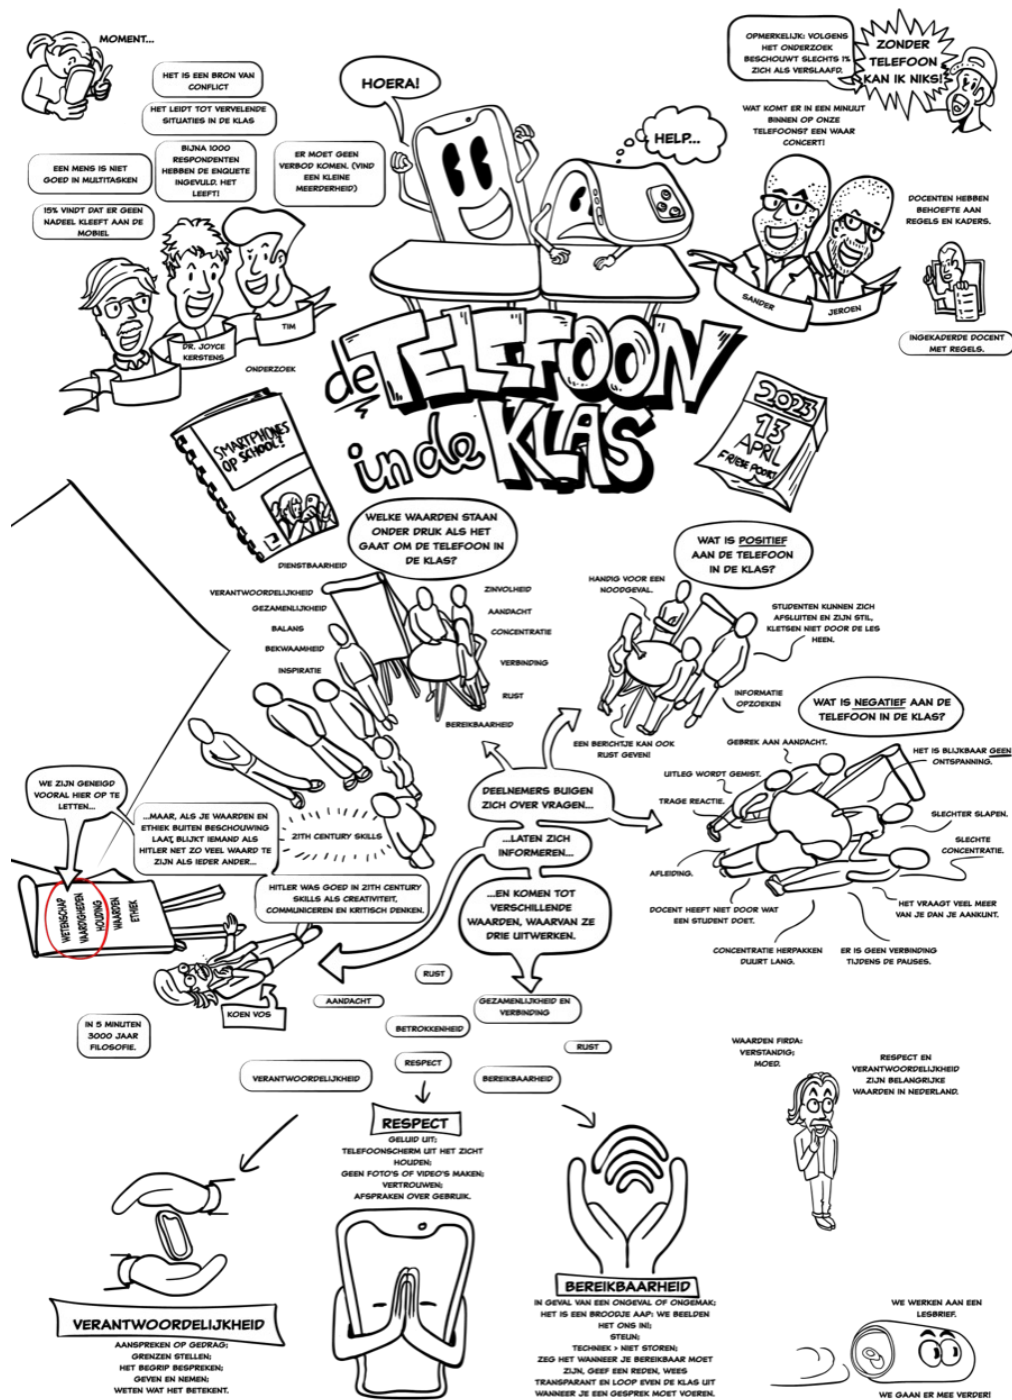 MOMENT...
HET IS EEN BRON VAN
CONFLICT
HET LEIDT TOT VERVELENDE
SITUATIES IN DE KLAS
BIJNA 1000
RESPONDENTEN
HEBBEN DE ENQUETE
INGEVULD. HET
LEEFT!
EEN MENS IS NIET
GOED IN MULTITASKEN
15% VINDT DAT ER GEEN
NADEEL KLEEFT AAN DE
MOBIEL
ER MOET GEEN
VERBOD KOMEN. (VIND
EEN KLEINE
MEERDERHEID)
HOERA!
HELP...
OPMERKELIJK: VOLGENS
HET ONDERZOEK
BESCHOUWT SLECHTS 1%
ZICH ALS VERSLAAFD.
ZONDER
TELEFOON
KAN IK NIKS!
WAT KOMT ER IN EEN MINUUT
BINNEN OP ONZE
TELEFOONS? EEN WAAR
CONCERT!
DOCENTEN HEBBEN
BEHOEFTE AAN
REGELS EN KADERS.
INGEKADERDE DOCENT
MET REGELS.
SANDER
JEROEN
TIM
DR. JOYCE
KERSTENS
ONDERZOEK
de TELEFOON
in de KLAS
SMARTPHONES
OP SCHOOL?
2023
13
APRIL
FRIESE POORT
WELKE WAARDEN STAAN
ONDER DRUK ALS HET
GAAT OM DE TELEFOON IN
DE KLAS?
DIENSTBAARHEID
VERANTWOORDELIJKHEID
GEZAMENLIJKHEID
BALANS
BEKWAAMHEID
INSPIRATIE
ZINVOLHEID
AANDACHT
CONCENTRATIE
VERBINDING
RUST
BEREIKBAARHEID
WAT IS POSITIEF
AAN DE TELEFOON
IN DE KLAS?
HANDIG VOOR EEN
NOODGEVAL.
STUDENTEN KUNNEN ZICH
AFSLUITEN EN ZIJN STIL,
KLETSEN NIET DOOR DE LES
HEEN.
INFORMATIE
OPZOEKEN
EEN BERICHTJE KAN OOK
RUST GEVEN!
WAT IS NEGATIEF AAN DE
TELEFOON IN DE KLAS?
GEBREK AAN AANDACHT.
HET IS BLIJKBAAR GEEN
ONTSPANNING.
UITLEG WORDT GEMIST.
TRAGE REACTIE.
SLECHTER SLAPEN.
SLECHTE
CONCENTRATIE.
AFLEIDING.
DOCENT HEEFT NIET DOOR WAT
EEN STUDENT DOET.
HET VRAAGT VEEL MEER
VAN JE DAN JE AANKUNT.
CONCENTRATIE HERPAKKEN
DUURT LANG.
ER IS GEEN VERBINDING
TIJDENS DE PAUSES.
DEELNEMERS BUIGEN
ZICH OVER VRAGEN...
...LATEN ZICH
INFORMEREN...
...EN KOMEN TOT
VERSCHILLENDE
WAARDEN, WAARVAN ZE
DRIE UITWERKEN.
WE ZIJN GENEIGD
VOORAL HIER OP TE
LETTEN...
...MAAR, ALS JE WAARDEN EN
ETHIEK BUITEN BESCHOUWING
LAAT, BLIJKT IEMAND ALS
HITLER NET ZO VEEL WAARD TE
ZIJN ALS IEDER ANDER...
21TH CENTURY SKILLS
HITLER WAS GOED IN 21TH CENTURY
SKILLS ALS CREATIVITEIT,
COMMUNICEREN EN KRITISCH DENKEN.
WETENSCHAP
VAARDIGHEDEN
HOUDING
WAARDEN
ETHIEK
KOEN VOS
IN 5 MINUTEN
3000 JAAR
FILOSOFIE.
RUST
AANDACHT
GEZAMENLIJKHEID EN
VERBINDING
BETROKKENHEID
RUST
RESPECT
VERANTWOORDELIJKHEID
BEREIKBAARHEID
WAARDEN FIRDA:
VERSTANDIG;
MOED.
RESPECT EN
VERANTWOORDELIJKHEID
ZIJN BELANGRIJKE
WAARDEN IN NEDERLAND.
RESPECT
GELUID UIT;
TELEFOONSCHERM UIT HET ZICHT
HOUDEN;
GEEN FOTO'S OF VIDEO'S MAKEN;
VERTROUWEN;
AFSPRAKEN OVER GEBRUIK.
VERANTWOORDELIJKHEID
AANSPREKEN OP GEDRAG;
GRENZEN STELLEN;
HET BEGRIP BESPREKEN;
GEVEN EN NEMEN;
WETEN WAT HET BETEKENT.
BEREIKBAARHEID
IN GEVAL VAN EEN ONGEVAL OF ONGEMAK;
HET IS EEN BROODJE AAP: WE BEELDEN
HET ONS IN!;
STEUN;
TECHNIEK > NIET STOREN;
ZEG HET WANNEER JE BEREIKBAAR MOET
ZIJN, GEEF EEN REDEN, WEES
TRANSPARANT EN LOOP EVEN DE KLAS UIT
WANNEER JE EEN GESPREK MOET VOEREN.
WE WERKEN AAN EEN
LESBRIEF.
WE GAAN ER MEE VERDER!